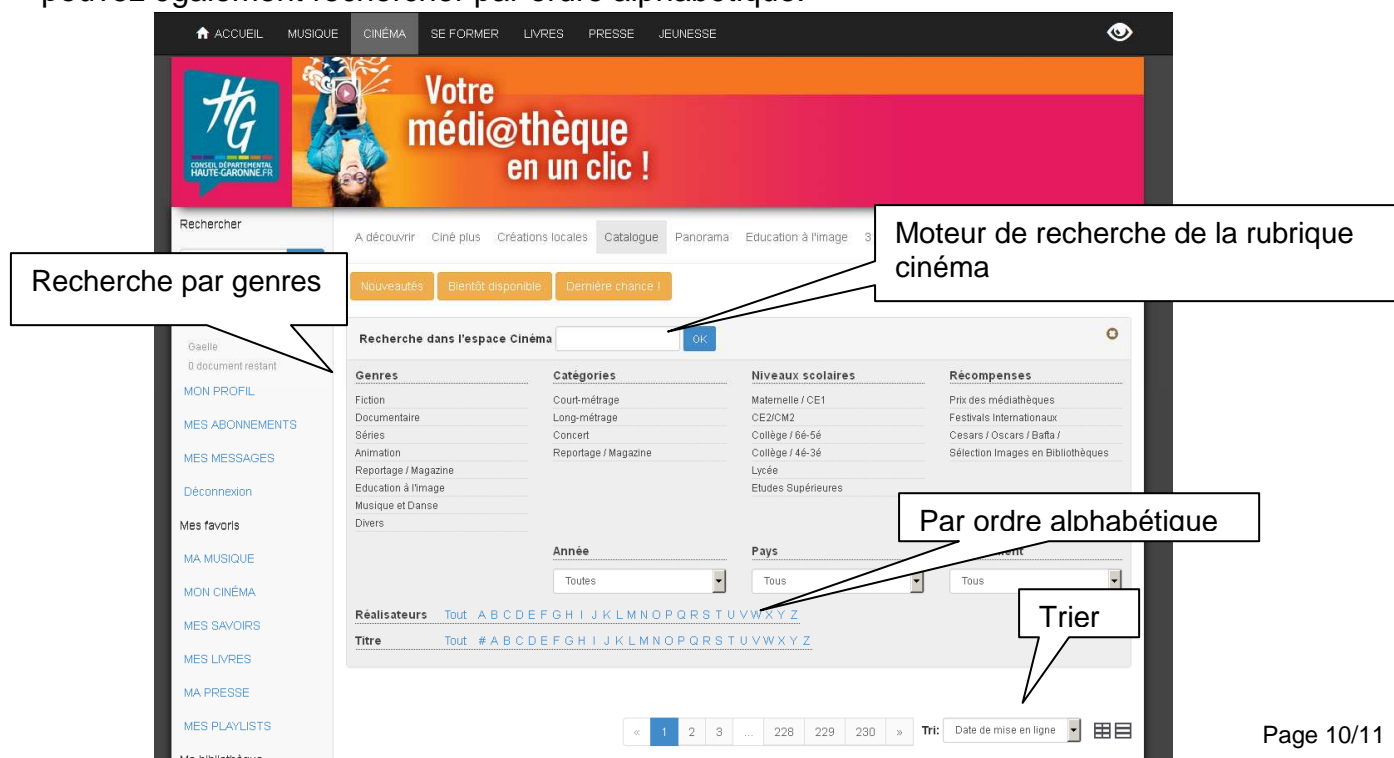 pouvez également rechercher par ordre alphabétique.
ACCUEIL MUSIQUE CINÉMA SE FORMER LIVRES PRESSE JEUNESSE
HG
CONSEIL DÉPARTEMENTAL
HAUTE-GARONNE.FR
Votre
médi@thèque
en un clic !
Rechercher
A découvrir Ciné plus Créations locales Catalogue Panorama Education à l'image 3
Moteur de recherche de la rubrique
cinéma
Recherche par genres
Nouveautés Bientôt disponible Dernière chance !
Recherche dans l'espace Cinéma OK
Gaelle
0 document restant
MON PROFIL
MES ABONNEMENTS
MES MESSAGES
Déconnexion
Mes favoris
MA MUSIQUE
MON CINÉMA
MES SAVOIRS
MES LIVRES
MA PRESSE
MES PLAYLISTS
Ma bibliothèque
Genres
Fiction
Documentaire
Séries
Animation
Reportage / Magazine
Education à l'image
Musique et Danse
Divers
Catégories
Court-métrage
Long-métrage
Concert
Reportage / Magazine
Niveaux scolaires
Maternelle / CE1
CE2/CM2
Collège / 6é-5é
Collège / 4é-3é
Lycée
Etudes Supérieures
Récompenses
Prix des médiathèques
Festivals Internationaux
Cesars / Oscars / Bafta /
Sélection Images en Bibliothèques
Par ordre alphabétique
Année
Toutes
Pays
Tous
Tous
Réalisateurs Tout A B C D E F G H I J K L M N O P Q R S T U V W X Y Z
Titre Tout # A B C D E F G H I J K L M N O P Q R S T U V W X Y Z
Trier
« 1 2 3 ... 228 229 230 » Tri: Date de mise en ligne
Page 10/11